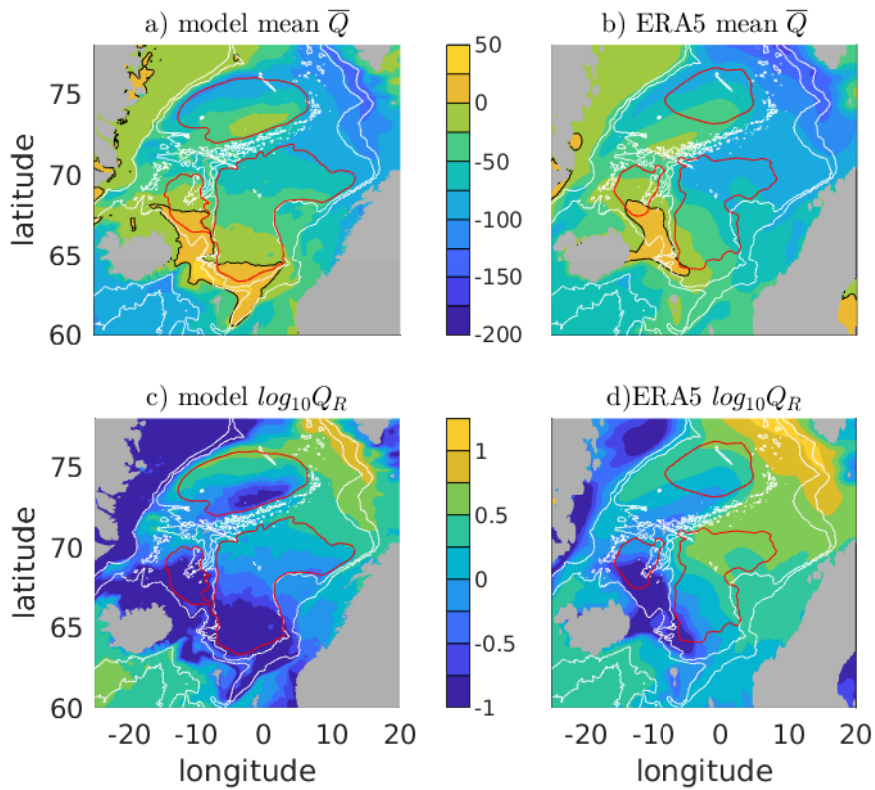 a) model mean Q̅
b) ERA5 mean Q̅
latitude
75
70
65
60
50
0
-50
-100
-150
-200
c) model log₁₀Q_R
d)ERA5 log₁₀Q_R
latitude
75
70
65
60
1
0.5
0
-0.5
-1
-20 -10 0 10 20
-20 -10 0 10 20
longitude
longitude